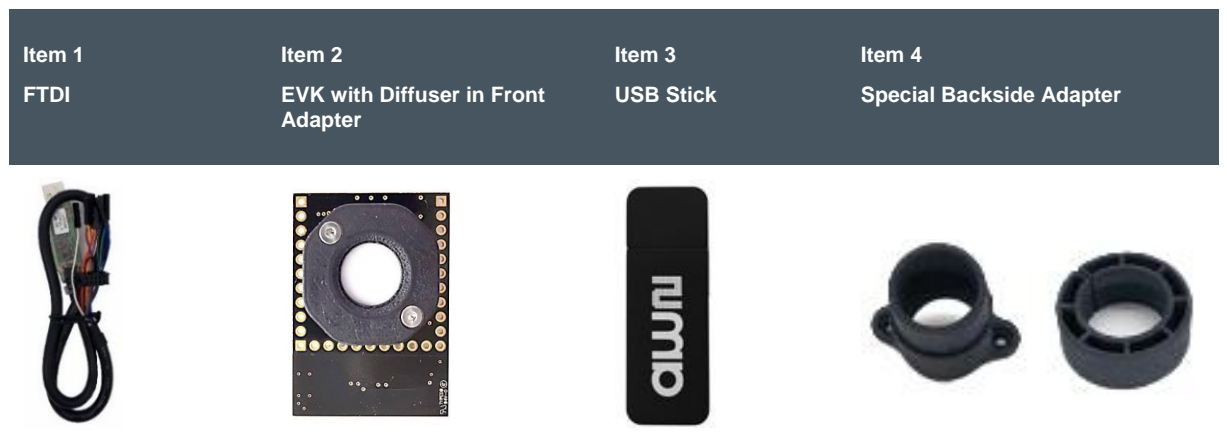 Item 1
FTDI
Item 2
EVK with Diffuser in Front
Adapter
Item 3
USB Stick
Item 4
Special Backside Adapter